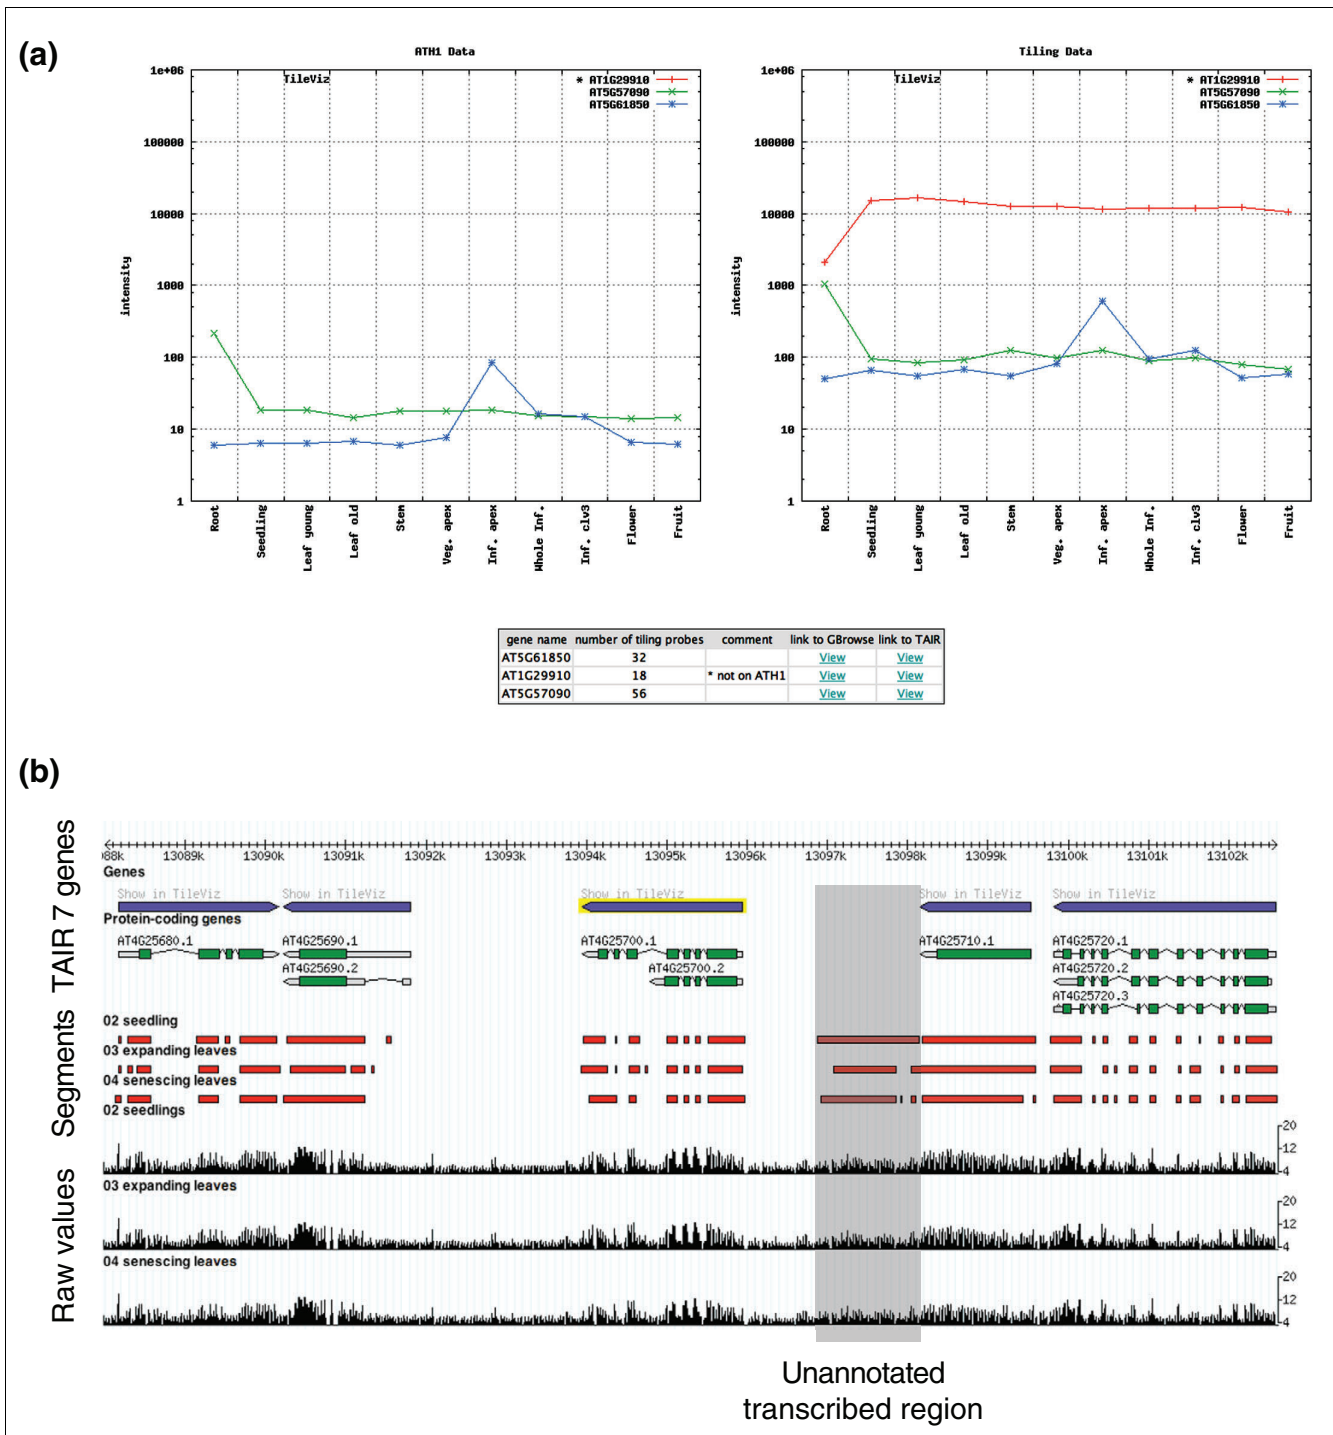 (a)
ATH1 Data
TileViz
* AT1G29910
AT5G57090
AT5G61850
1e+06
100000
10000
1000
100
10
1
intensity
Root
Seedling
Leaf young
Leaf old
Stem
Veg. apex
Inf. apex
Whole Inf.
Inf. clv3
Flower
Fruit
Tiling Data
TileViz
* AT1G29910
AT5G57090
AT5G61850
1e+06
100000
10000
1000
100
10
1
intensity
Root
Seedling
Leaf young
Leaf old
Stem
Veg. apex
Inf. apex
Whole Inf.
Inf. clv3
Flower
Fruit
gene name number of tiling probes comment link to GBrowse link to TAIR
AT5G61850 32 View View
AT1G29910 18 * not on ATH1 View View
AT5G57090 56 View View
(b)
TAIR 7 genes
Segments
Raw values
088k 13089k 13090k 13091k 13092k 13093k 13094k 13095k 13096k 13097k 13098k 13099k 13100k 13101k 13102k
Genes
Show in TileViz Show in TileViz Show in TileViz Show in TileViz Show in TileViz
Protein-coding genes
AT4G25680.1 AT4G25690.1 AT4G25700.1 AT4G25710.1 AT4G25720.1
AT4G25690.2 AT4G25700.2 AT4G25720.2
AT4G25720.3
02 seedling
03 expanding leaves
04 senescing leaves
02 seedlings
20
12
4
03 expanding leaves
20
12
4
04 senescing leaves
20
12
4
Unannotated
transcribed region